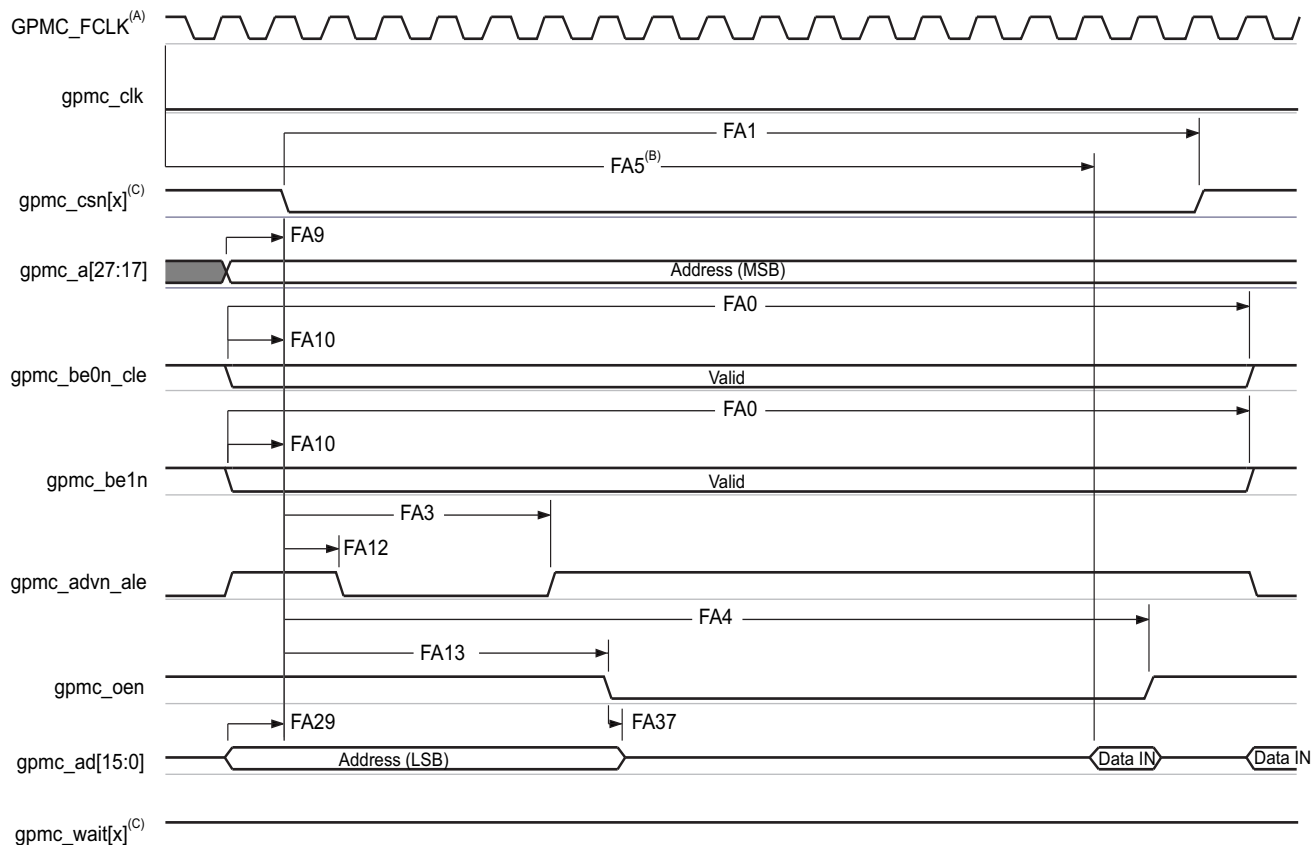 GPMC_FCLK(A)
gpmc_clk
FA1
FA5(B)
gpmc_csn[x](C)
FA9
gpmc_a[27:17]
Address (MSB)
FA0
FA10
gpmc_be0n_cle
Valid
FA0
FA10
gpmc_be1n
Valid
FA3
FA12
gpmc_advn_ale
FA4
FA13
gpmc_oen
FA29
FA37
gpmc_ad[15:0]
Address (LSB)
Data IN
Data IN
gpmc_wait[x](C)